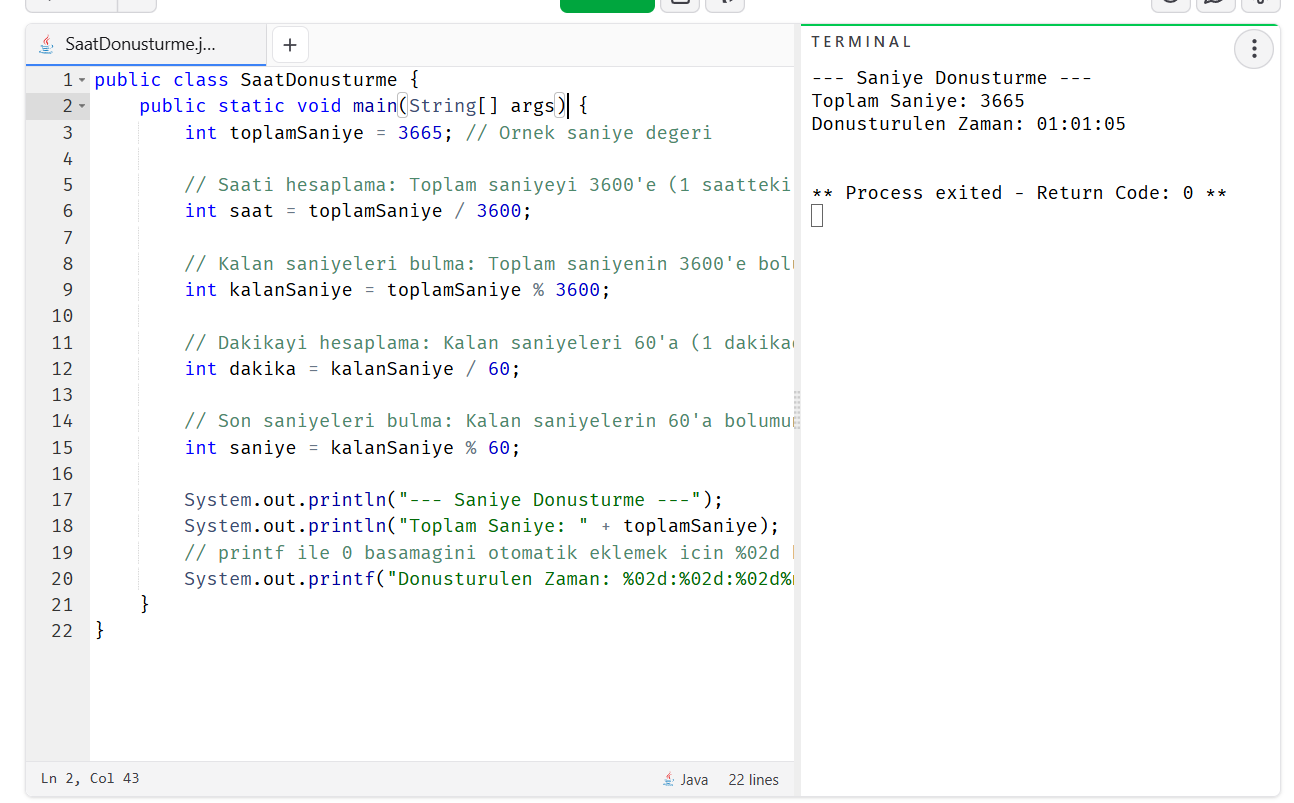 SaatDonusturme.j...
+
1 public class SaatDonusturme {
2 public static void main(String[] args) {
3 int toplamSaniye = 3665; // Ornek saniye degeri
4
5 // Saati hesaplama: Toplam saniyeyi 3600'e (1 saatteki
6 int saat = toplamSaniye / 3600;
7
8 // Kalan saniyeleri bulma: Toplam saniyenin 3600'e
9 int kalanSaniye = toplamSaniye % 3600;
10
11 // Dakikayi hesaplama: Kalan saniyeleri 60'a (1
12 int dakika = kalanSaniye / 60;
13
14 // Son saniyeleri bulma: Kalan saniyelerin 60'a
15 int saniye = kalanSaniye % 60;
16
17 System.out.println("--- Saniye Donusturme ---");
18 System.out.println("Toplam Saniye: " + toplamSaniye);
19 // printf ile 0 basamagini otomatik eklemek icin %02d
20 System.out.printf("Donusturulen Zaman: %02d:%02d:%02d%
21 }
22 }
Ln 2, Col 43
Java
22 lines
TERMINAL
--- Saniye Donusturme ---
Toplam Saniye: 3665
Donusturulen Zaman: 01:01:05
** Process exited - Return Code: 0 **